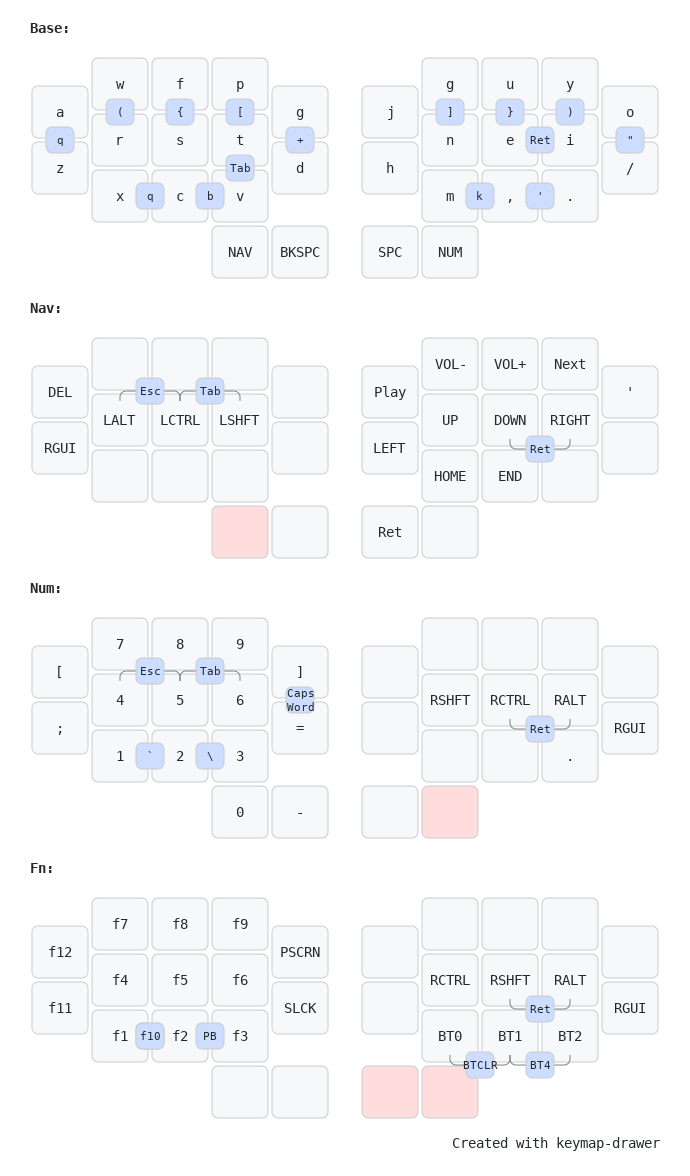 Base:
w f p g u y
a ( { [ g j ] } ) o
q r s t + n e Ret i "
z Tab d h /
x q c b v m k , ' .
NAV BKSPC SPC NUM
Nav:
VOL- VOL+ Next
DEL Esc Tab Play '
LALT LCTRL LSHFT UP DOWN RIGHT
RGUI LEFT Ret
HOME END
Ret
Num:
7 8 9
[ Esc Tab ]
4 5 6 Caps Word RSHFT RCTRL RALT
; = Ret RGUI
1 ` 2 \ 3 .
0 -
Fn:
f7 f8 f9
f12 PSCRN
f4 f5 f6 RCTRL RSHFT RALT
f11 SLCK Ret RGUI
f1 f10 f2 PB f3 BT0 BT1 BT2
BTCLR BT4
Created with keymap-drawer